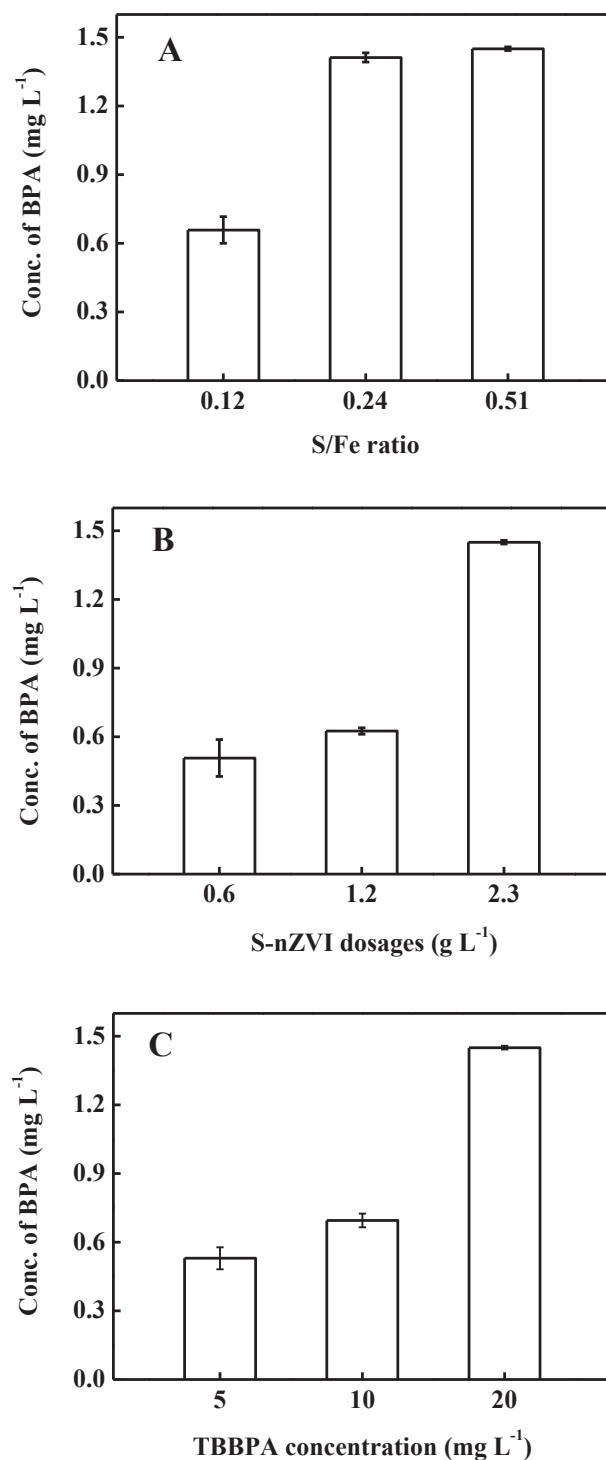 A
Conc. of BPA (mg L⁻¹)
1.5
1.2
0.9
0.6
0.3
0.0
0.12 0.24 0.51
S/Fe ratio
B
Conc. of BPA (mg L⁻¹)
1.5
1.2
0.9
0.6
0.3
0.0
0.6 1.2 2.3
S-nZVI dosages (g L⁻¹)
C
Conc. of BPA (mg L⁻¹)
1.5
1.2
0.9
0.6
0.3
0.0
5 10 20
TBBPA concentration (mg L⁻¹)